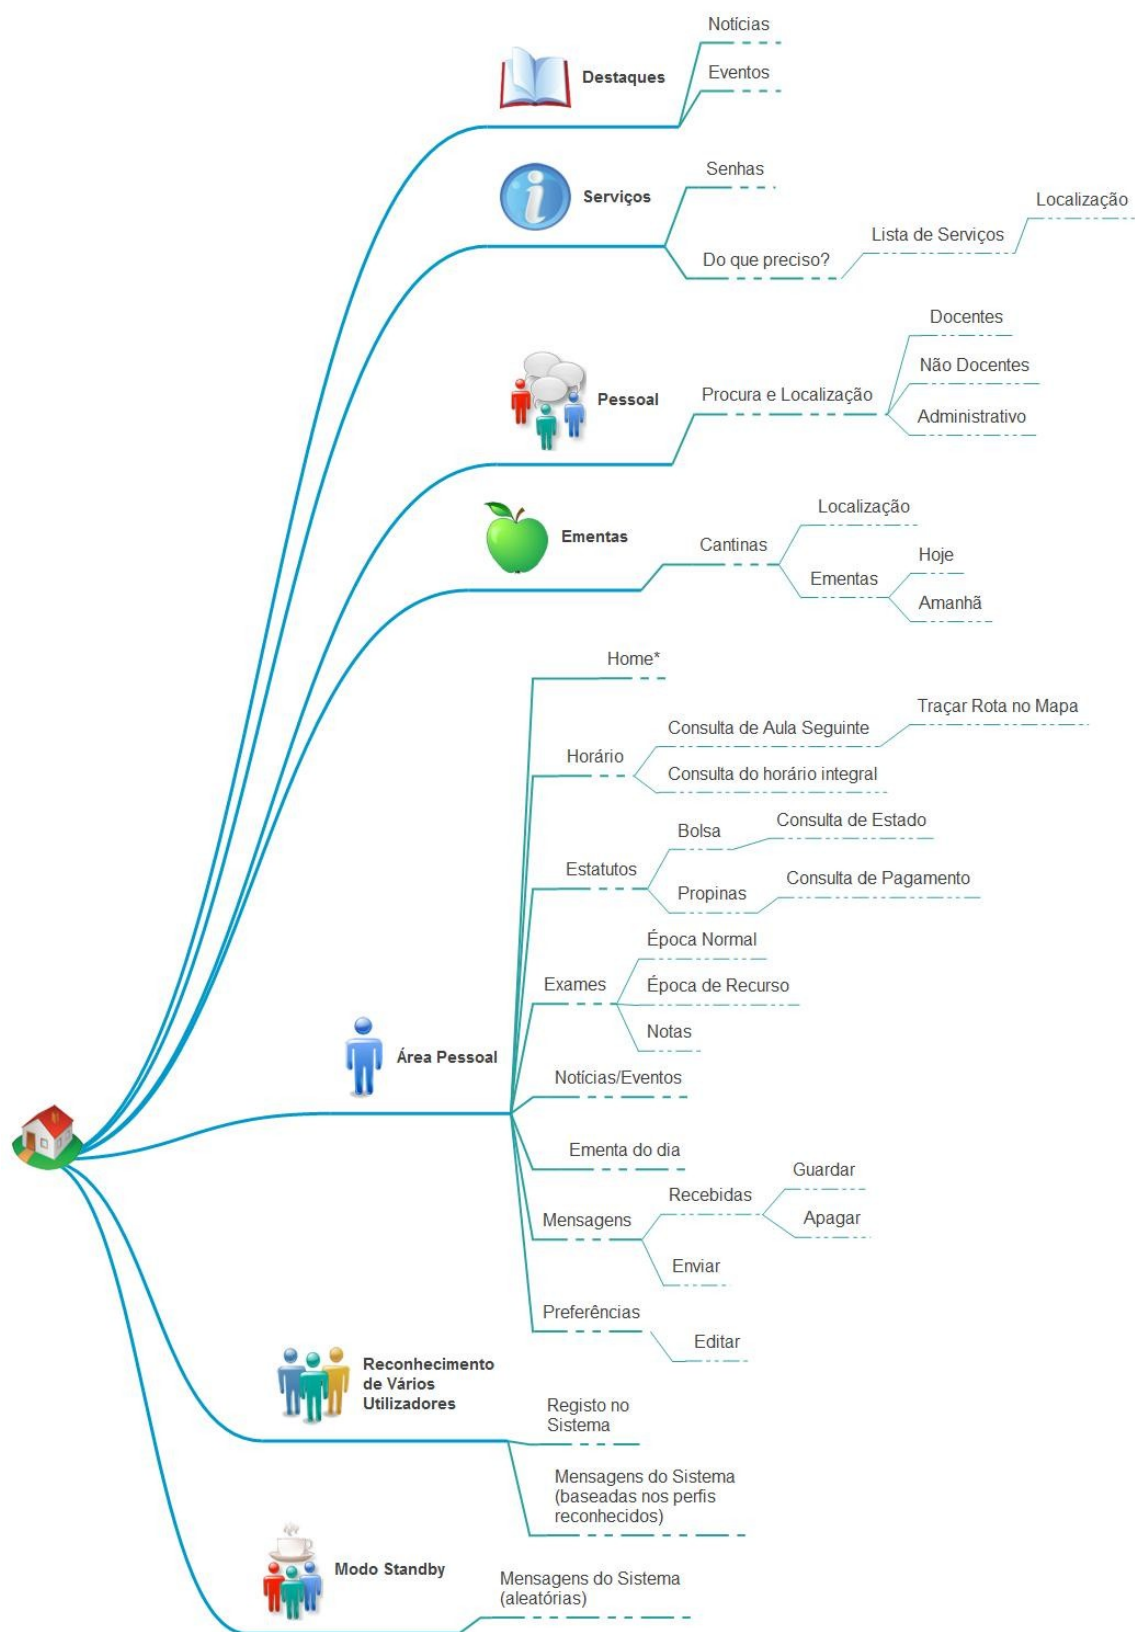 Notícias
Destaques
Eventos
Senhas
Serviços
Localização
Lista de Serviços
Do que preciso?
Docentes
Não Docentes
Pessoal
Procura e Localização
Administrativo
Localização
Ementas
Cantinas
Hoje
Ementas
Amanhã
Home*
Traçar Rota no Mapa
Consulta de Aula Seguinte
Horário
Consulta do horário integral
Consulta de Estado
Bolsa
Estatutos
Consulta de Pagamento
Propinas
Época Normal
Exames
Época de Recurso
Notas
Área Pessoal
Notícias/Eventos
Ementa do dia
Guardar
Recebidas
Mensagens
Apagar
Enviar
Preferências
Editar
Reconhecimento
de Vários
Utilizadores
Registo no
Sistema
Mensagens do Sistema
(baseadas nos perfis
reconhecidos)
Modo Standby
Mensagens do Sistema
(aleatórias)